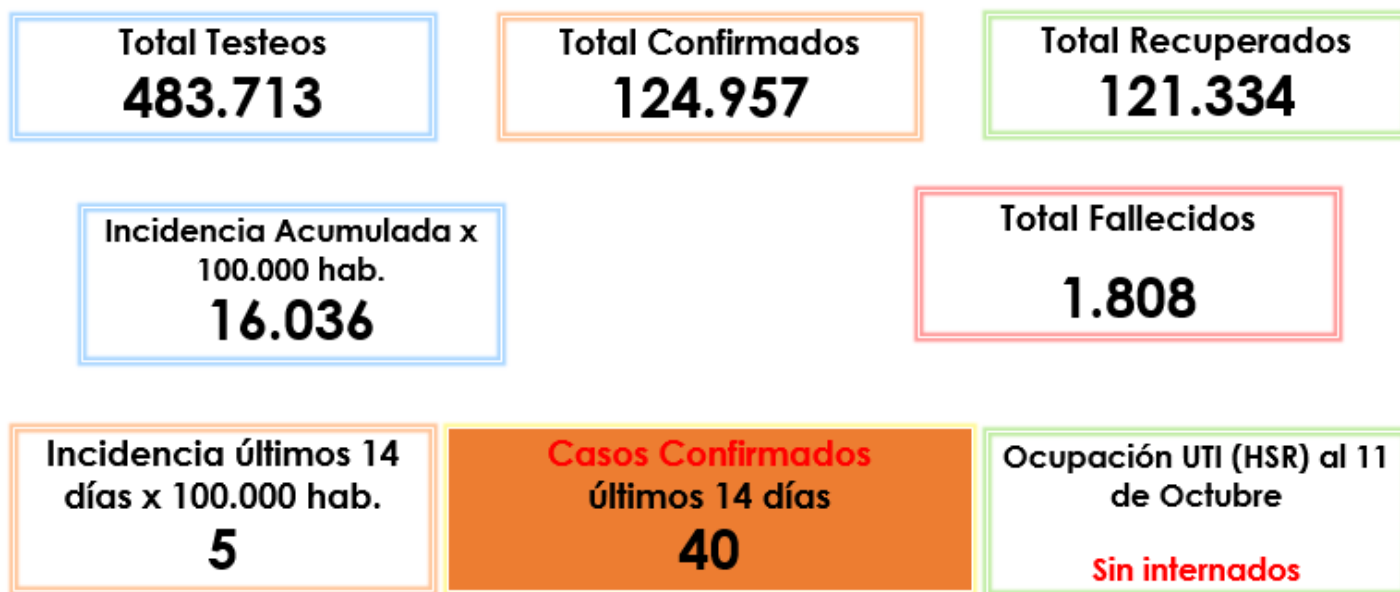 Total Testeos
483.713
Total Confirmados
124.957
Total Recuperados
121.334
Incidencia Acumulada x
100.000 hab.
16.036
Total Fallecidos
1.808
Incidencia últimos 14
días x 100.000 hab.
5
Casos Confirmados
últimos 14 días
40
Ocupación UTI (HSR) al 11
de Octubre
Sin internados